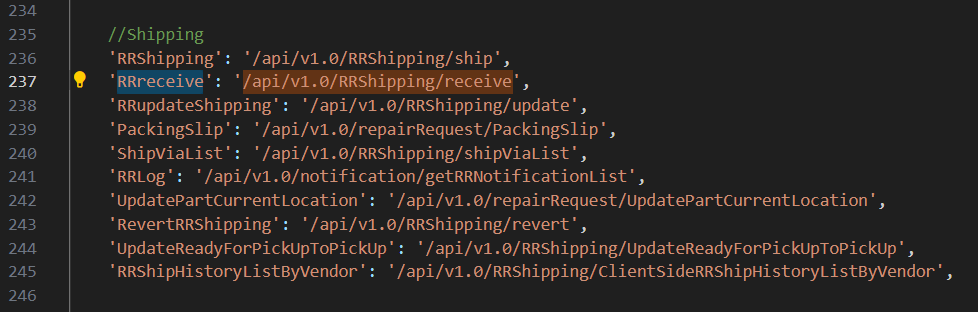 234
235 //Shipping
236 'RRShipping': '/api/v1.0/RRShipping/ship',
237 'RRreceive': '/api/v1.0/RRShipping/receive',
238 'RRupdateShipping': '/api/v1.0/RRShipping/update',
239 'PackingSlip': '/api/v1.0/repairRequest/PackingSlip',
240 'ShipViaList': '/api/v1.0/RRShipping/shipViaList',
241 'RRLog': '/api/v1.0/notification/getRRNotificationList',
242 'UpdatePartCurrentLocation': '/api/v1.0/repairRequest/UpdatePartCurrentLocation',
243 'RevertRRShipping': '/api/v1.0/RRShipping/revert',
244 'UpdateReadyForPickUpToPickUp': '/api/v1.0/RRShipping/UpdateReadyForPickUpToPickUp',
245 'RRShipHistoryListByVendor': '/api/v1.0/RRShipping/ClientSideRRShipHistoryListByVendor',
246